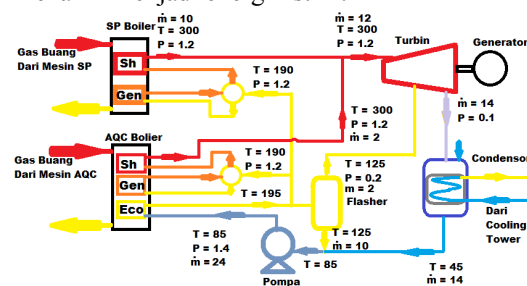 SP Boiler
ṁ = 10
T = 300
P = 1.2
ṁ = 12
T = 300
P = 1.2
Turbin
Generator
Gas Buang
Dari Mesin SP
Sh
Gen
T = 190
P = 1.2
ṁ = 14
P = 0.1
AQC Bolier
T = 300
P = 1.2
ṁ = 2
Gas Buang
Dari Mesin AQC
Sh
Gen
Eco
T = 190
P = 1.2
T = 195
T = 125
P = 0.2
m = 2
Flasher
Condensor
Dari
Cooling
Tower
T = 85
P = 1.4
ṁ = 24
T = 125
ṁ = 10
T = 85
Pompa
T = 45
ṁ = 14